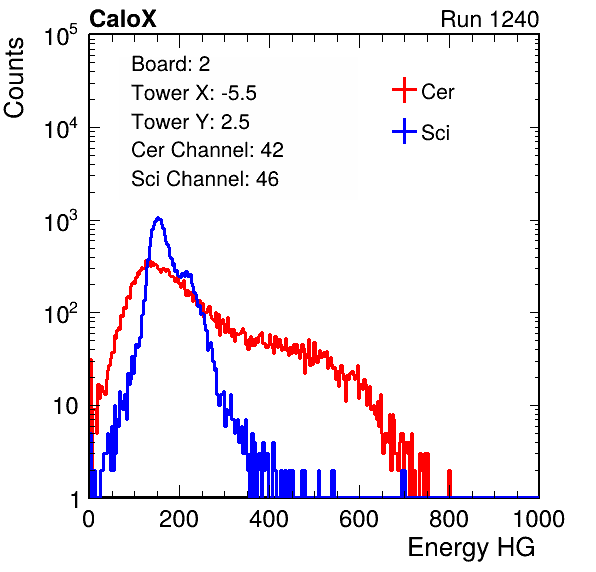 CaloX Run 1240
Counts
Board: 2
Tower X: -5.5
Tower Y: 2.5
Cer Channel: 42
Sci Channel: 46
Cer
Sci
10^5
10^4
10^3
10^2
10
1
0 200 400 600 800 1000
Energy HG